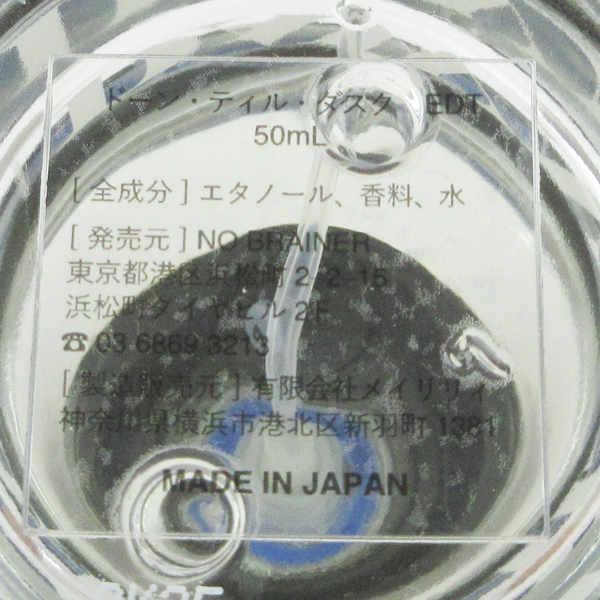 ドーン・ティル・ダスク EDT
50mL
[ 全成分 ] エタノール、香料、水
[ 発売元 ] NO BRAINER
東京都港区浜松町 2-2-15
浜松町ダイヤビル 2F
☎ 03 6869 3213
[ 製造販売元 ] 有限会社メイリリィ
神奈川県横浜市港北区新羽町 1381
MADE IN JAPAN